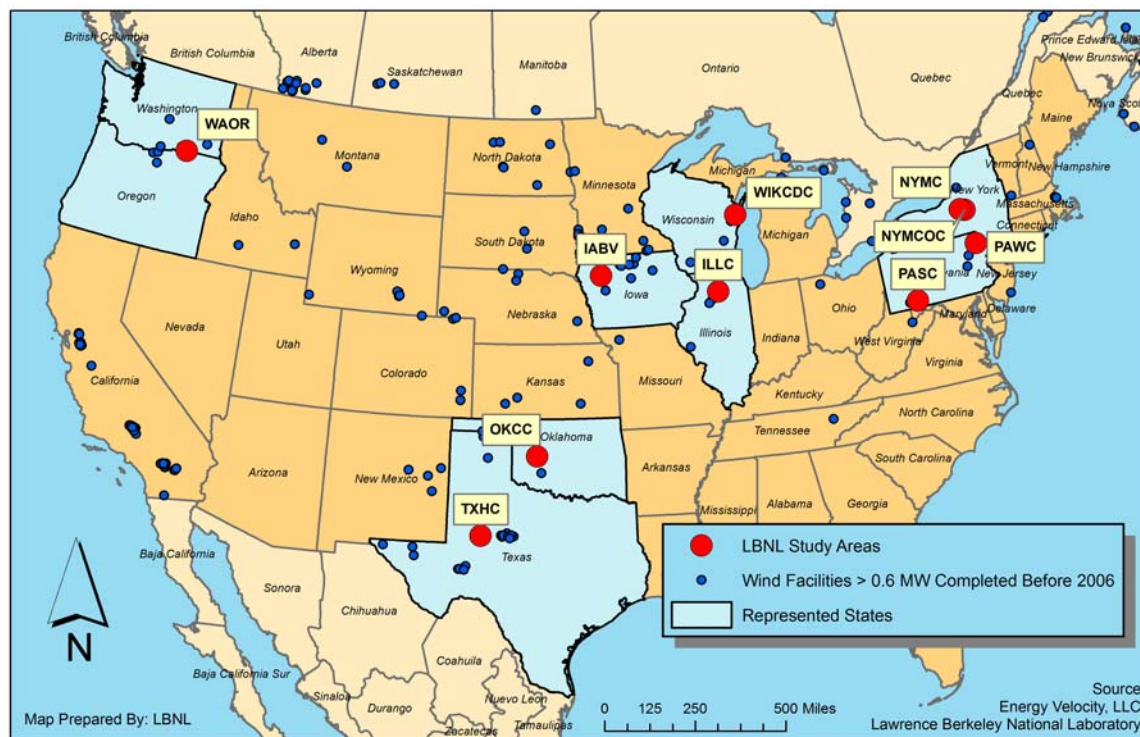 British Columbia
British Columbia
Alberta
Saskatchewan
Manitoba
Ontario
Quebec
Prince Edward Isla
New Brunswick
Quebec
Nova Scot
Maine
Washington
WAOR
Montana
North Dakota
Minnesota
Michigan
Vermont
New Hampshire
NYMC
New York
Massachusetts
Connecticut
Oregon
Idaho
South Dakota
Wisconsin
WIKCDC
Michigan
NYMCOC
PAWC
Wyoming
IABV
ILLC
PASC
vania
New Jersey
Iowa
Nebraska
Illinois
Indiana
Ohio
Maryland
Delaware
West Virginia
Virginia
Nevada
Utah
Colorado
Kansas
Missouri
Kentucky
California
OKCC
Oklahoma
Tennessee
North Carolina
Arizona
New Mexico
Arkansas
South Carolina
Mississippi
Alabama
Georgia
TXHC
Texas
LBNL Study Areas
Wind Facilities > 0.6 MW Completed Before 2006
Represented States
Baja California
Sonora
Chihuahua
N
Coahuila
Baja California Sur
Sinaloa
Durango
Nuevo Leon
Tamaulipas
Zacatecas
0 125 250 500 Miles
Map Prepared By: LBNL
Source
Energy Velocity, LLC
Lawrence Berkeley National Laboratory